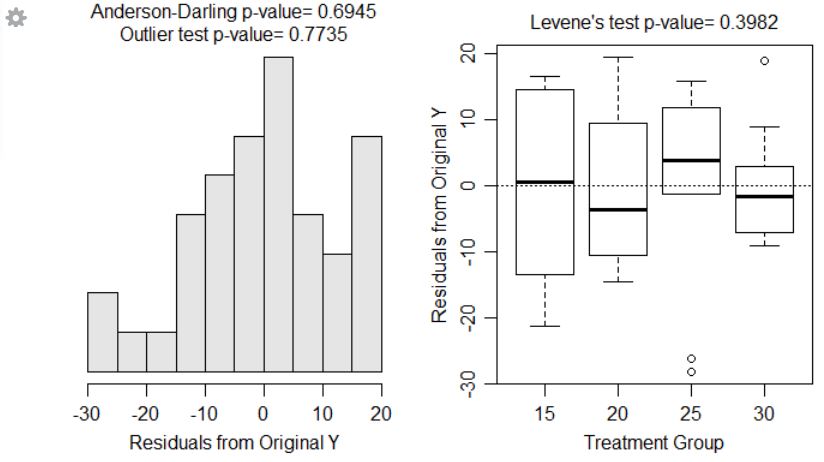 Anderson-Darling p-value= 0.6945
Outlier test p-value= 0.7735
-30 -20 -10 0 10 20
Residuals from Original Y
Levene's test p-value= 0.3982
Residuals from Original Y
20
10
0
-10
-20
-30
15 20 25 30
Treatment Group